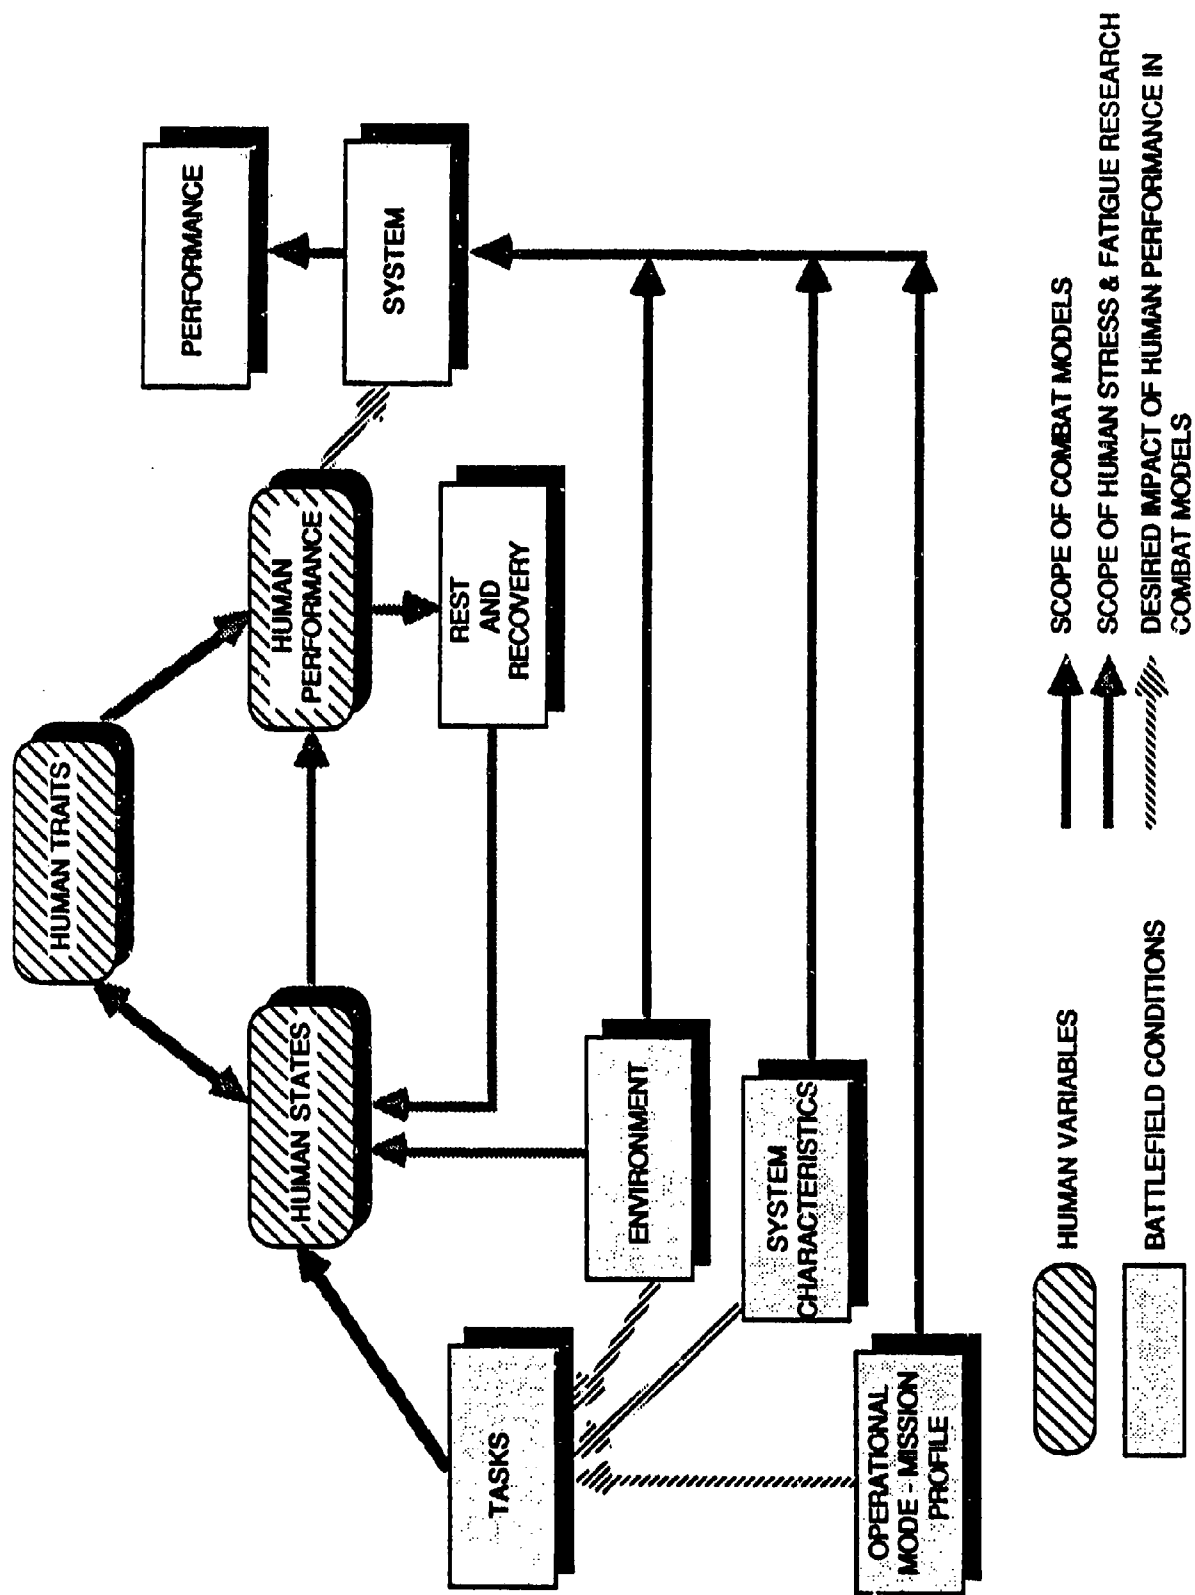 HUMAN TRAITS
HUMAN STATES
HUMAN
PERFORMANCE
PERFORMANCE
SYSTEM
REST
AND
RECOVERY
TASKS
ENVIRONMENT
SYSTEM
CHARACTERISTICS
OPERATIONAL
MODE - MISSION
PROFILE
HUMAN VARIABLES
BATTLEFIELD CONDITIONS
SCOPE OF COMBAT MODELS
SCOPE OF HUMAN STRESS & FATIGUE RESEARCH
DESIRED IMPACT OF HUMAN PERFORMANCE IN
COMBAT MODELS